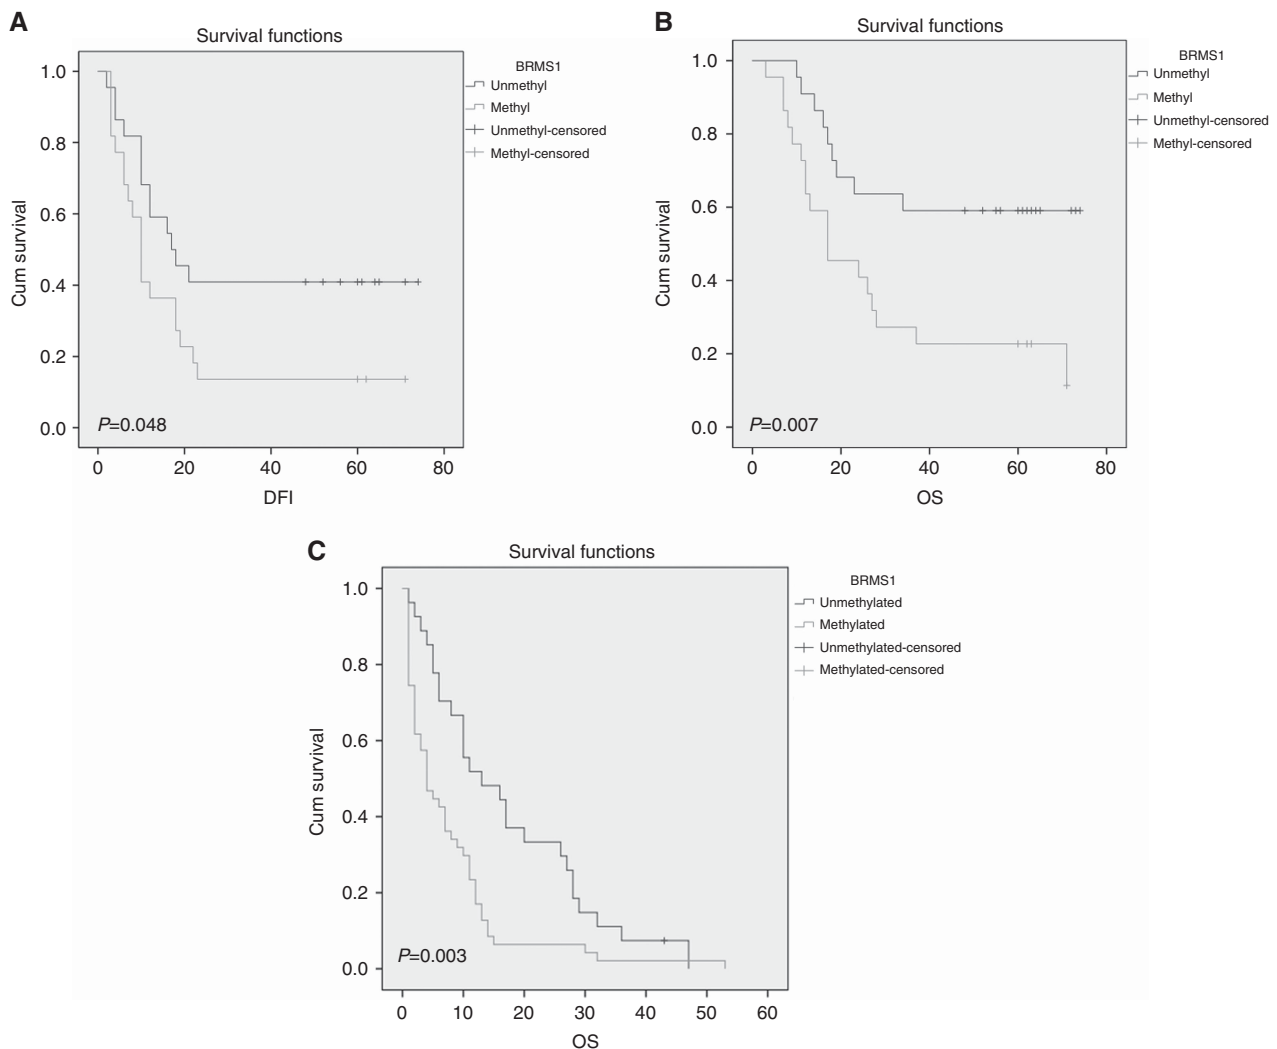 A
Survival functions
BRMS1
Unmethyl
Methyl
Unmethyl-censored
Methyl-censored
1.0
0.8
0.6
0.4
0.2
0.0
Cum survival
P=0.048
0 20 40 60 80
DFI
B
Survival functions
BRMS1
Unmethyl
Methyl
Unmethyl-censored
Methyl-censored
1.0
0.8
0.6
0.4
0.2
0.0
Cum survival
P=0.007
0 20 40 60 80
OS
C
Survival functions
BRMS1
Unmethylated
Methylated
Unmethylated-censored
Methylated-censored
1.0
0.8
0.6
0.4
0.2
0.0
Cum survival
P=0.003
0 10 20 30 40 50 60
OS